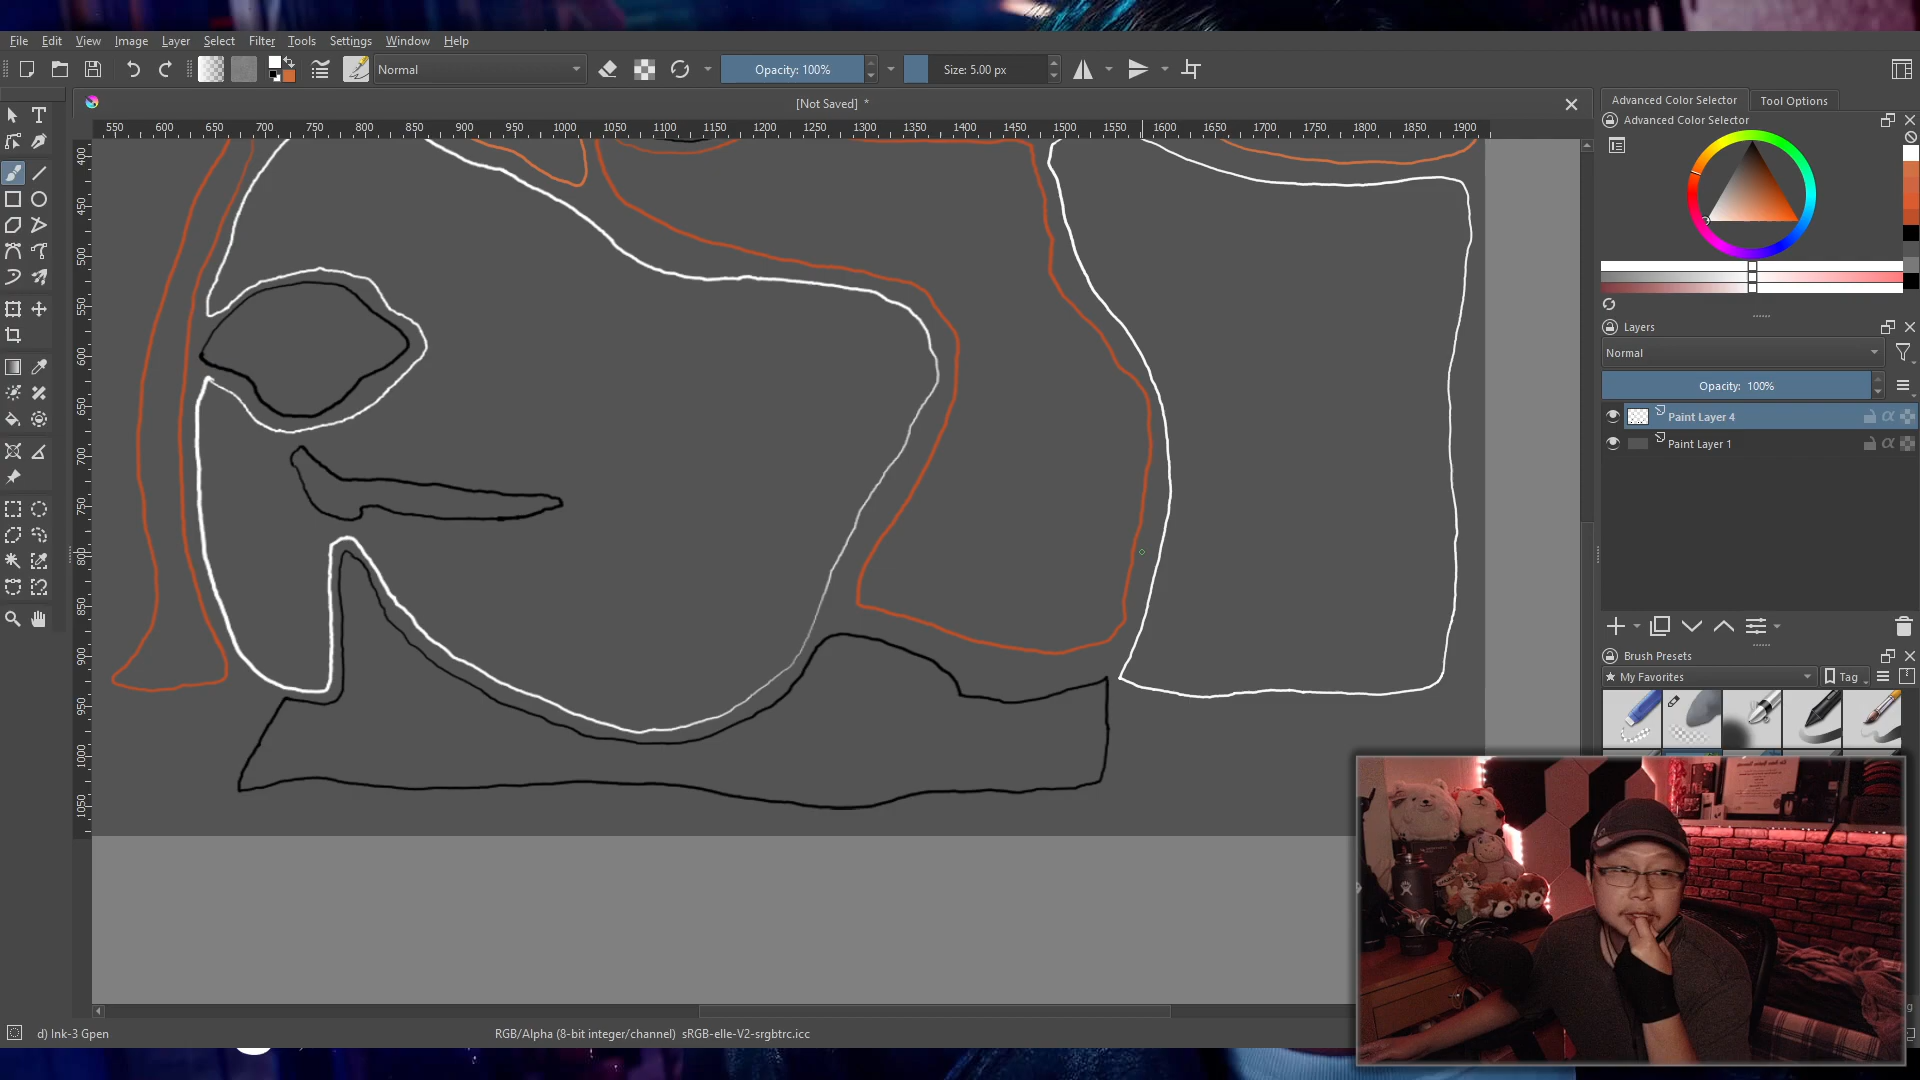 File Edit View Image Layer Select Filter Tools Settings Window Help
Normal
Opacity: 100%
Size: 5.00 px
[Not Saved] *
Advanced Color Selector
Tool Options
Advanced Color Selector
550 600 650 700 750 800 850 900 950 1000 1050 1100 1150 1200 1250 1300 1350 1400 1450 1500 1550 1600 1650 1700 1750 1800 1850 1900
400
450
500
550
600
650
700
750
800
850
900
950
1000
1050
Layers
Normal
Opacity: 100%
Paint Layer 4
Paint Layer 1
Brush Presets
★ My Favorites
Tag
d) Ink-3 Gpen
RGB/Alpha (8-bit integer/channel) sRGB-elle-V2-srgbtrc.icc